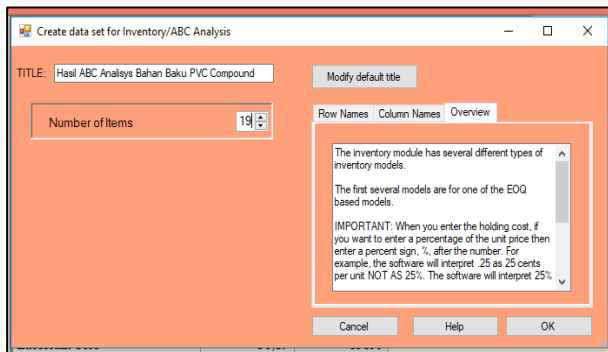 Create data set for Inventory/ABC Analysis
TITLE: Hasil ABC Analisys Bahan Baku PVC Compound
Modify default title
Number of Items 19
Row Names Column Names Overview
The inventory module has several different types of
inventory models.
The first several models are for one of the EOQ
based models.
IMPORTANT: When you enter the holding cost, if
you want to enter a percentage of the unit price then
enter a percent sign, %, after the number. For
example, the software will interpret .25 as 25 cents
per unit NOT AS 25%. The software will interpret 25%
Cancel Help OK